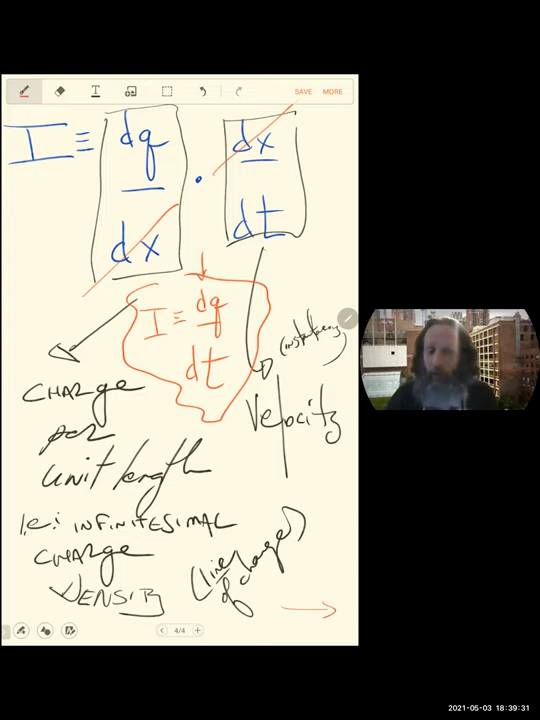 SAVE MORE
I ≡ dq/dx · dx/dt
I ≡ dq/dt
(instantaneous)
CHARGE
per
unit length
Velocity
i.e: INFINITESIMAL
CHARGE
DENSITY
(line
of charge)
4/4
2021-05-03 18:39:31